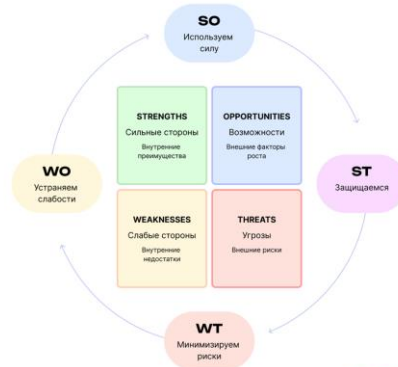 SO
Используем
силу
STRENGTHS
Сильные стороны
Внутренние
преимущества
OPPORTUNITIES
Возможности
Внешние факторы
роста
WO
Устраняем
слабости
ST
Защищаемся
WEAKNESSES
Слабые стороны
Внутренние
недостатки
THREATS
Угрозы
Внешние риски
WT
Минимизируем
риски